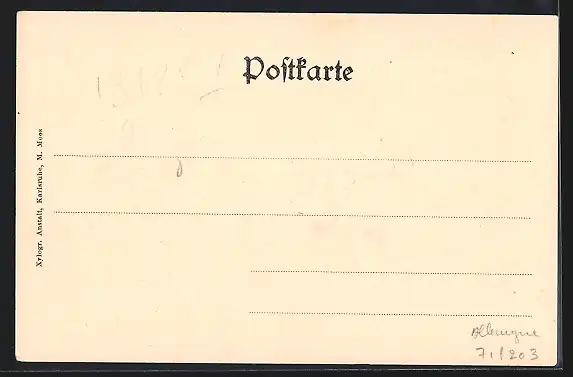 Poſtkarte
Xylogr. Anstalt, Karlsruhe, M. Moos
Allemagne
71/203